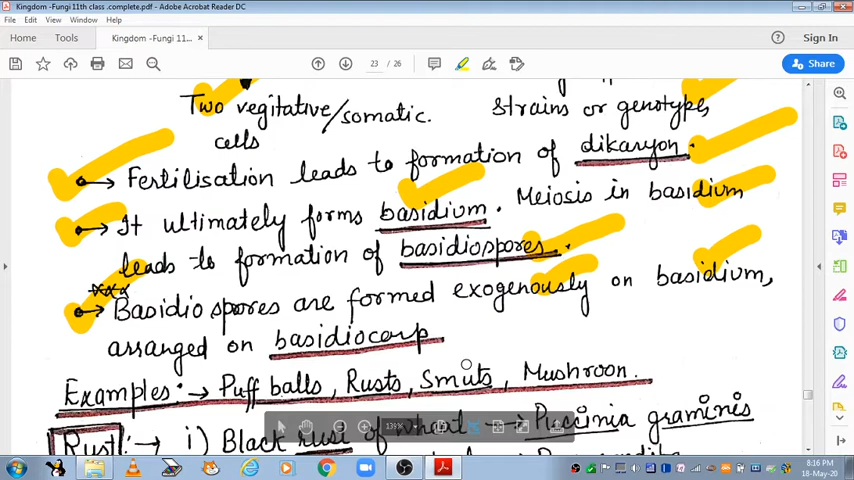 Kingdom -Fungi 11th class .complete.pdf - Adobe Acrobat Reader DC
File Edit View Window Help
Home Tools Kingdom -Fungi 11... × Sign In
23 / 26 Share
Two vegitative/somatic. Strains or genotype,
cells
Fertilisation leads to formation of dikaryon.
It ultimately forms basidium. Meiosis in basidium
leads to formation of basidiospores.
Basidiospores are formed exogenously on basidium,
arranged on basidiocarp
Examples:→ Puff balls, Rusts, Smuts, Mushroon.
139%
Rust:→ i) Black rust of wheat → Puccinia graminis
8:16 PM
18-May-20